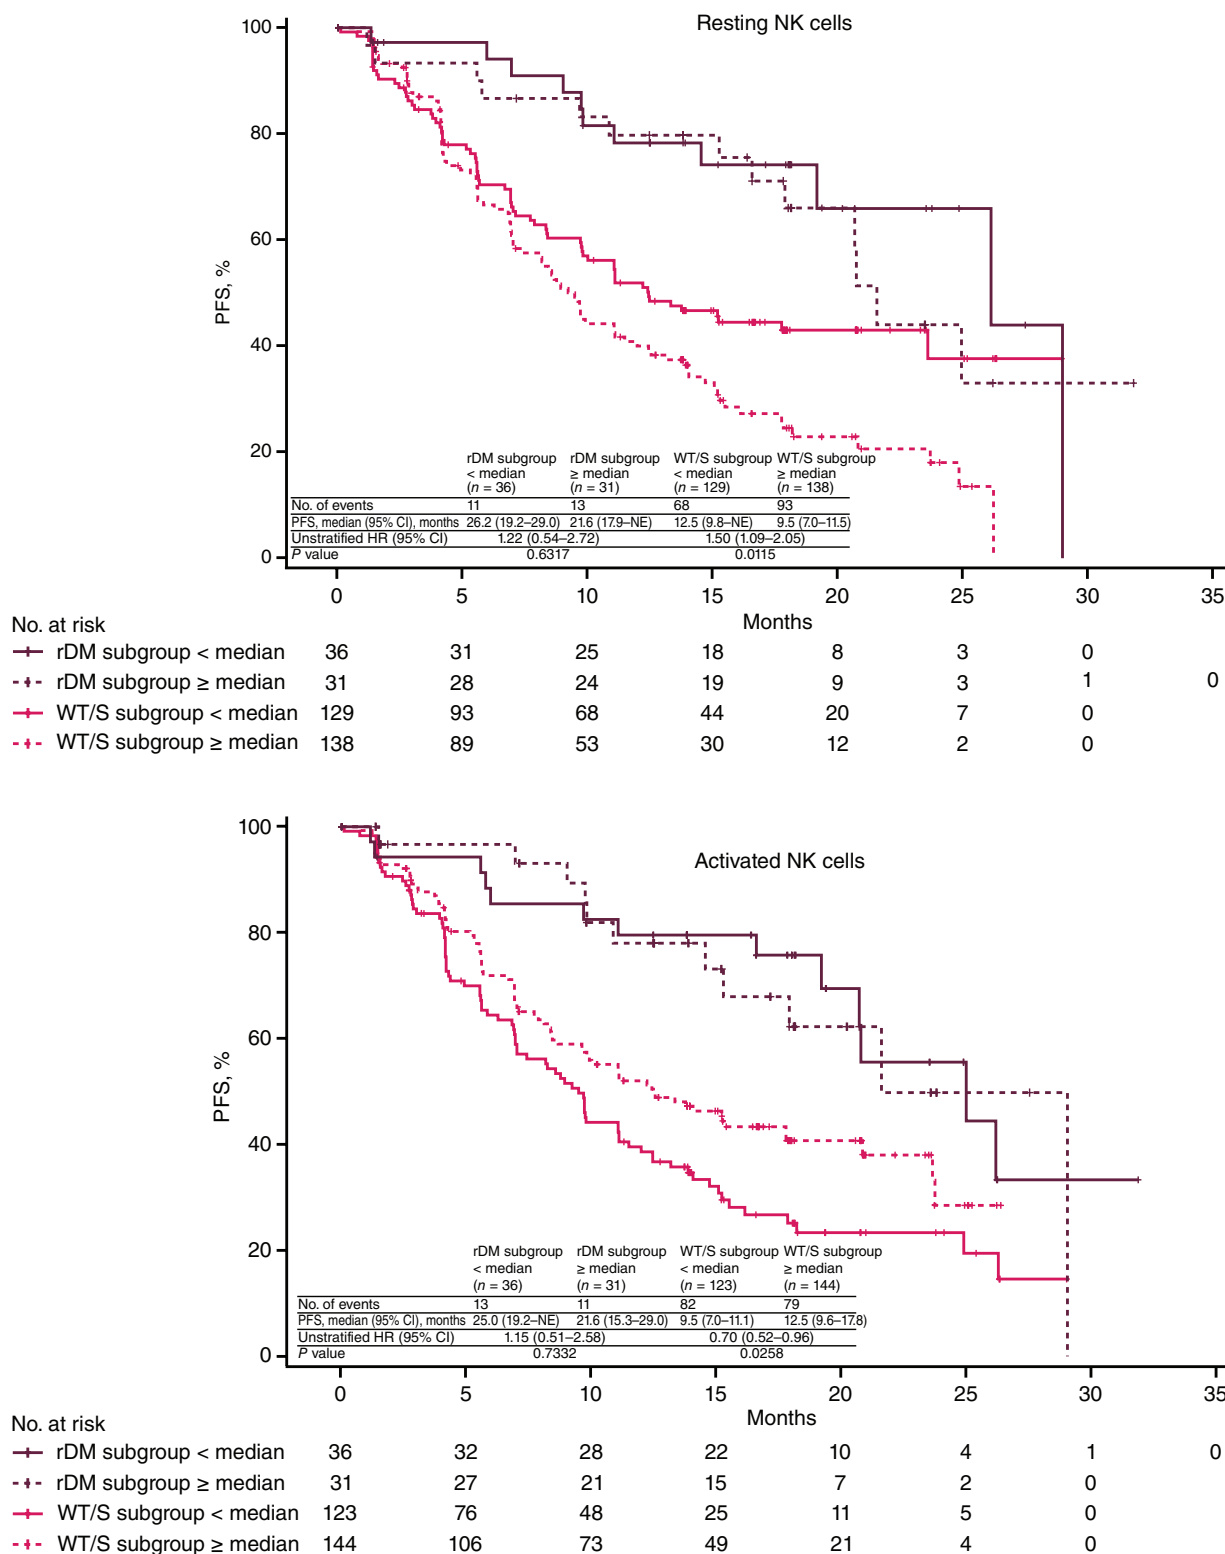 Resting NK cells
100
80
60
40
20
0
PFS, %
rDM subgroup rDM subgroup WT/S subgroup WT/S subgroup
< median ≥ median < median ≥ median
(n = 36) (n = 31) (n = 129) (n = 138)
No. of events 11 13 68 93
PFS, median (95% CI), months 26.2 (19.2–29.0) 21.6 (17.9–NE) 12.5 (9.8–NE) 9.5 (7.0–11.5)
Unstratified HR (95% CI) 1.22 (0.54–2.72) 1.50 (1.09–2.05)
P value 0.6317 0.0115
0 5 10 15 20 25 30 35
Months
No. at risk
rDM subgroup < median 36 31 25 18 8 3 0
rDM subgroup ≥ median 31 28 24 19 9 3 1 0
WT/S subgroup < median 129 93 68 44 20 7 0
WT/S subgroup ≥ median 138 89 53 30 12 2 0
Activated NK cells
100
80
60
40
20
0
PFS, %
rDM subgroup rDM subgroup WT/S subgroup WT/S subgroup
< median ≥ median < median ≥ median
(n = 36) (n = 31) (n = 123) (n = 144)
No. of events 13 11 82 79
PFS, median (95% CI), months 25.0 (19.2–NE) 21.6 (15.3–29.0) 9.5 (7.0–11.1) 12.5 (9.6–17.8)
Unstratified HR (95% CI) 1.15 (0.51–2.58) 0.70 (0.52–0.96)
P value 0.7332 0.0258
0 5 10 15 20 25 30 35
Months
No. at risk
rDM subgroup < median 36 32 28 22 10 4 1 0
rDM subgroup ≥ median 31 27 21 15 7 2 0
WT/S subgroup < median 123 76 48 25 11 5 0
WT/S subgroup ≥ median 144 106 73 49 21 4 0